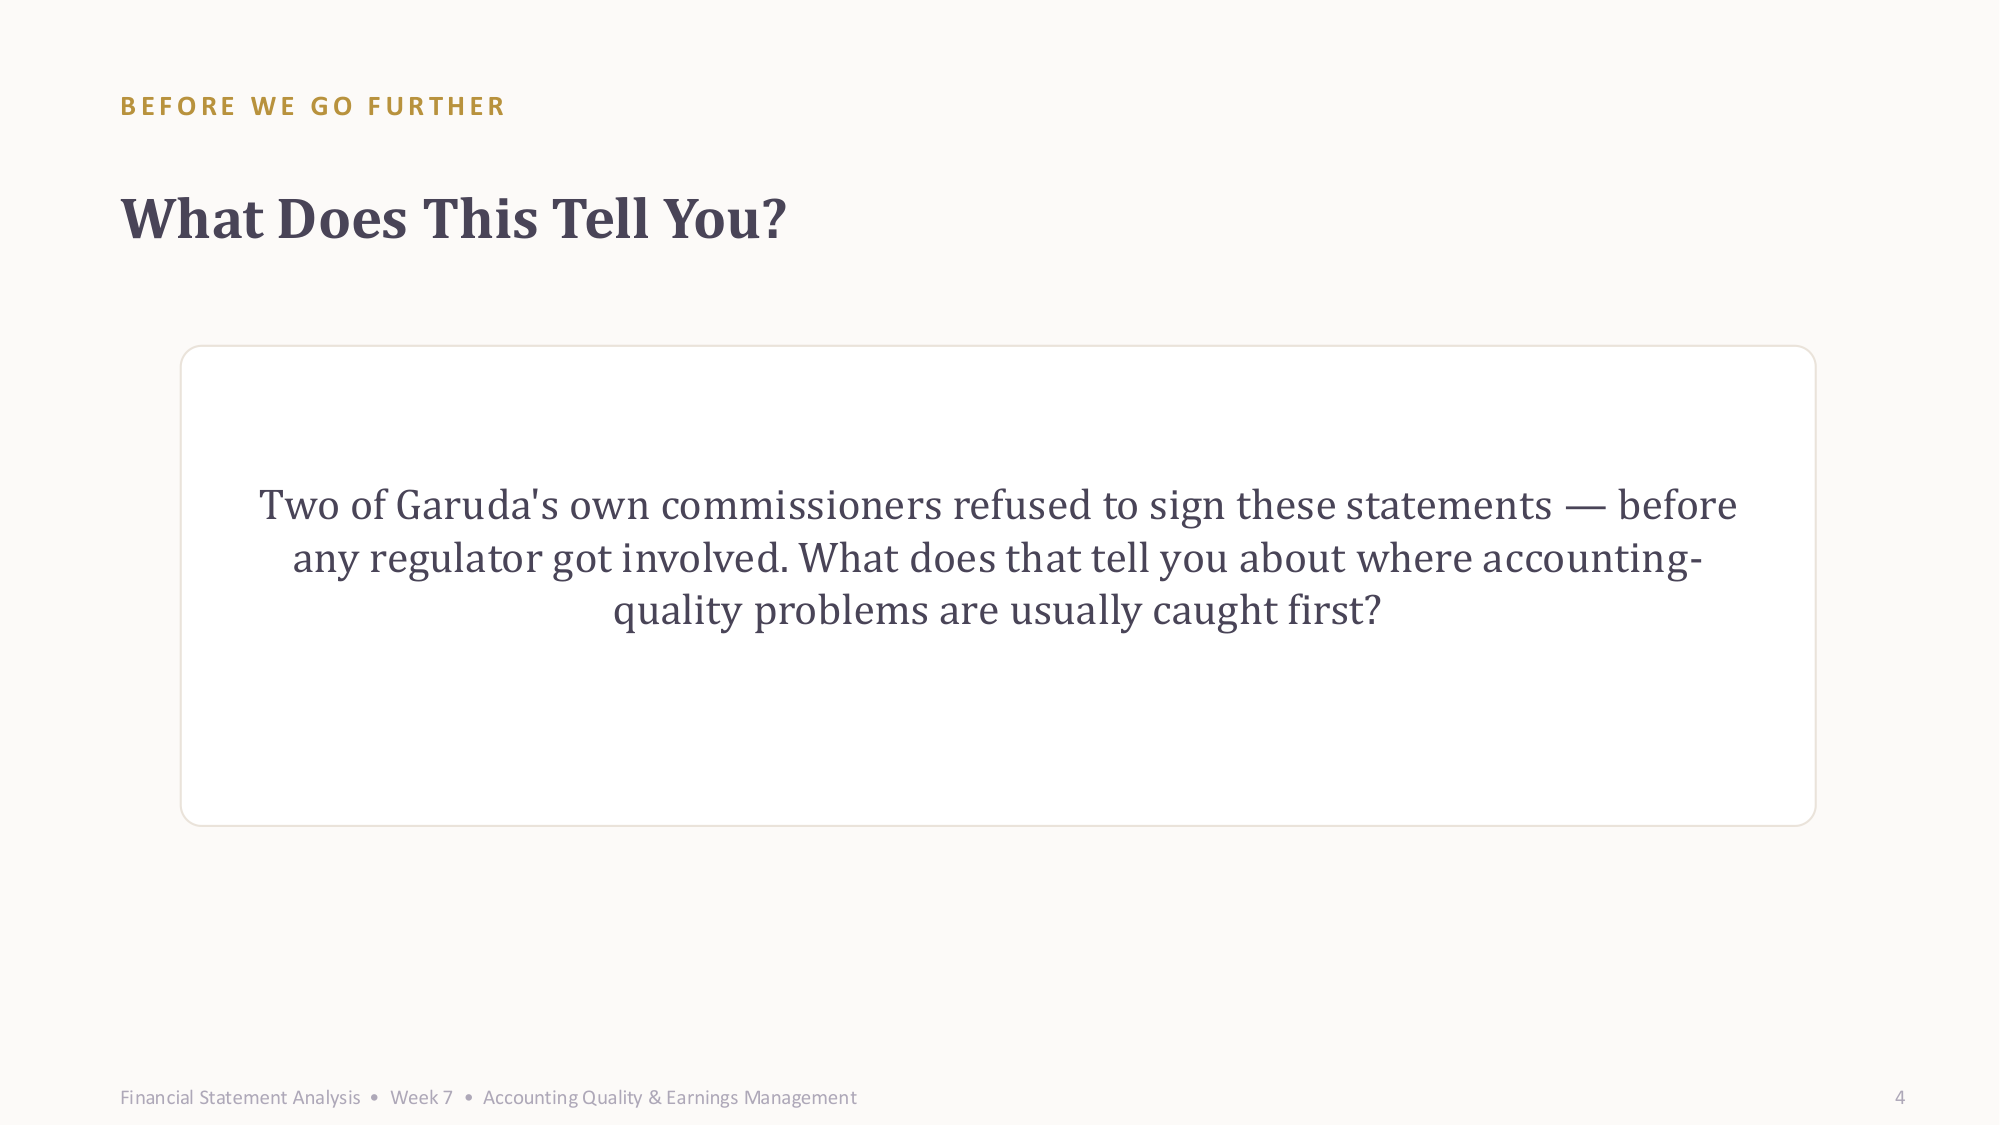 BEFORE WE GO FURTHER
What Does This Tell You?
Two of Garuda's own commissioners refused to sign these statements — before
any regulator got involved. What does that tell you about where accounting-
quality problems are usually caught first?
Financial Statement Analysis • Week 7 • Accounting Quality & Earnings Management
4